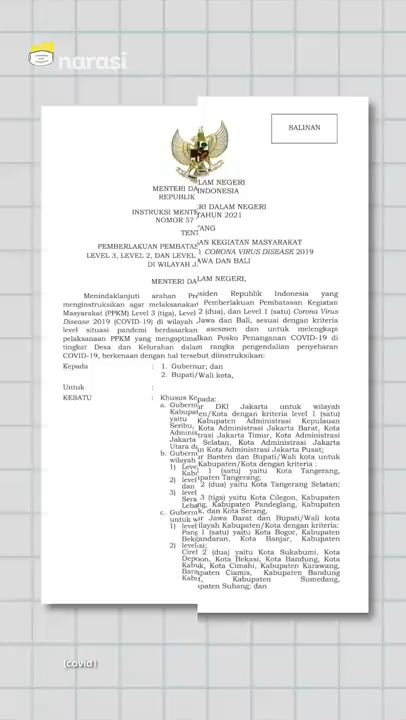 narasi
SALINAN
MENTERI DALAM NEGERI
REPUBLIK INDONESIA
INSTRUKSI MENTERI DALAM NEGERI
NOMOR 57 TAHUN 2021
TENTANG
PEMBERLAKUAN PEMBATASAN KEGIATAN MASYARAKAT
LEVEL 3, LEVEL 2, DAN LEVEL 1 CORONA VIRUS DISEASE 2019
DI WILAYAH JAWA DAN BALI
MENTERI DALAM NEGERI,
Menindaklanjuti arahan Presiden Republik Indonesia yang
menginstruksikan agar melaksanakan Pemberlakuan Pembatasan Kegiatan
Masyarakat (PPKM) Level 3 (tiga), Level 2 (dua), dan Level 1 (satu) Corona Virus
Disease 2019 (COVID-19) di wilayah Jawa dan Bali, sesuai dengan kriteria
level situasi pandemi berdasarkan asesmen dan untuk melengkapi
pelaksanaan PPKM yang mengoptimalkan Posko Penanganan COVID-19 di
tingkat Desa dan Kelurahan dalam rangka pengendalian penyebaran
COVID-19, berkenaan dengan hal tersebut diinstruksikan:
Kepada : 1. Gubernur; dan
2. Bupati/Wali kota,
Untuk :
KESATU : Khusus Kepada:
a. Gubernur DKI Jakarta untuk wilayah
Kabupaten/Kota dengan kriteria level 1 (satu)
yaitu Kabupaten Administrasi Kepulauan
Seribu, Kota Administrasi Jakarta Barat, Kota
Administrasi Jakarta Timur, Kota Administrasi
Jakarta Selatan, Kota Administrasi Jakarta
Utara dan Kota Administrasi Jakarta Pusat;
b. Gubernur Banten dan Bupati/Wali kota untuk
wilayah Kabupaten/Kota dengan kriteria :
1) Level 1 (satu) yaitu Kota Tangerang,
Kabupaten Tangerang;
2) level 2 (dua) yaitu Kota Tangerang Selatan;
dan
3) level 3 (tiga) yaitu Kota Cilegon, Kabupaten
Serang, Kabupaten Pandeglang, Kabupaten
Lebak, dan Kota Serang,
c. Gubernur Jawa Barat dan Bupati/Wali kota
untuk wilayah Kabupaten/Kota dengan kriteria:
1) level 1 (satu) yaitu Kota Bogor, Kabupaten
Pangandaran, Kota Banjar, Kabupaten
Bekasi;
2) level 2 (dua) yaitu Kota Sukabumi, Kota
Cirebon, Kota Bekasi, Kota Bandung, Kota
Depok, Kota Cimahi, Kabupaten Karawang,
Kabupaten Ciamis, Kabupaten Bandung
Barat, Kabupaten Sumedang,
Kabupaten Subang, dan
(covid1